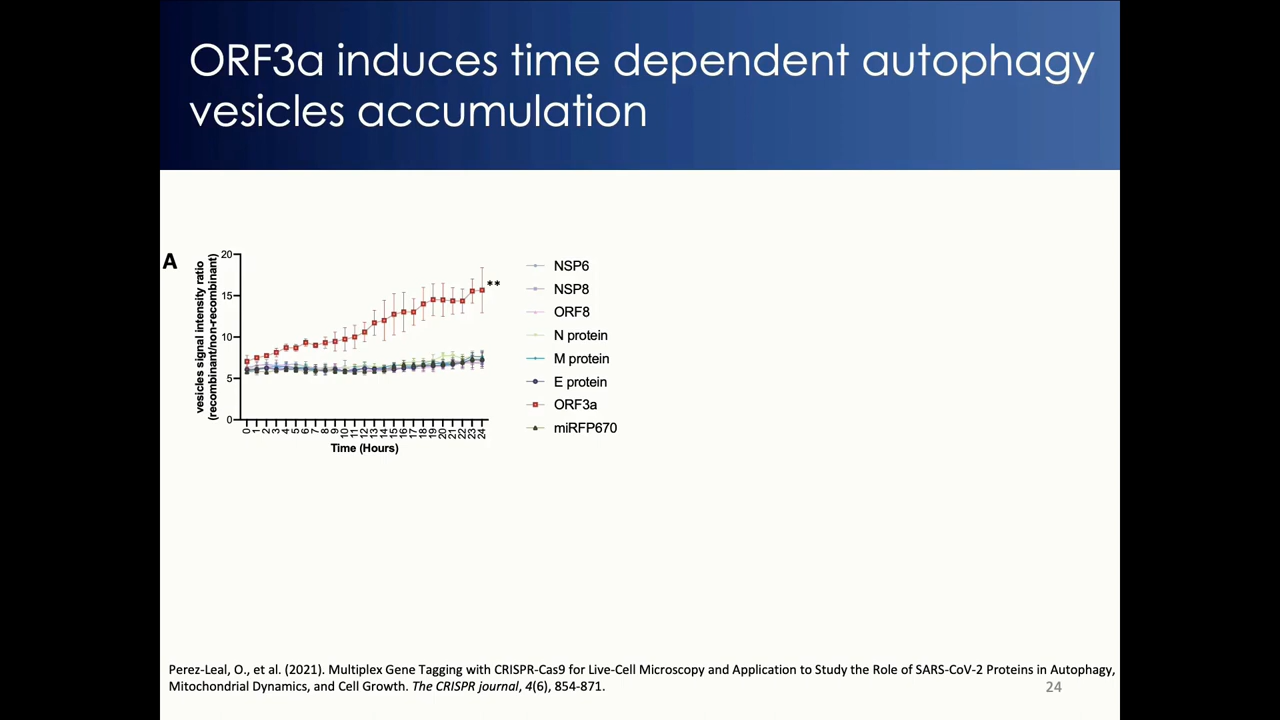 ORF3a induces time dependent autophagy
vesicles accumulation
A
vesicles signal intensity ratio
(recombinant/non-recombinant)
20
15
10
5
0
0 1 2 3 4 5 6 7 8 9 10 11 12 13 14 15 16 17 18 19 20 21 22 23 24
Time (Hours)
**
NSP6
NSP8
ORF8
N protein
M protein
E protein
ORF3a
miRFP670
Perez-Leal, O., et al. (2021). Multiplex Gene Tagging with CRISPR-Cas9 for Live-Cell Microscopy and Application to Study the Role of SARS-CoV-2 Proteins in Autophagy,
Mitochondrial Dynamics, and Cell Growth. The CRISPR journal, 4(6), 854-871.
24